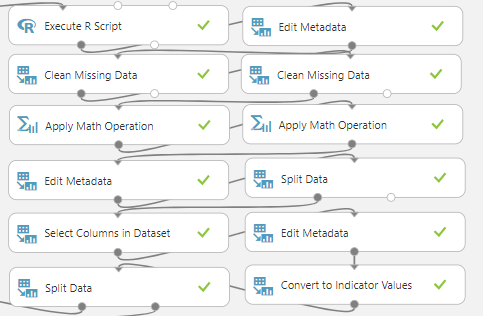 Execute R Script
Edit Metadata
Clean Missing Data
Clean Missing Data
Apply Math Operation
Apply Math Operation
Edit Metadata
Split Data
Select Columns in Dataset
Edit Metadata
Split Data
Convert to Indicator Values